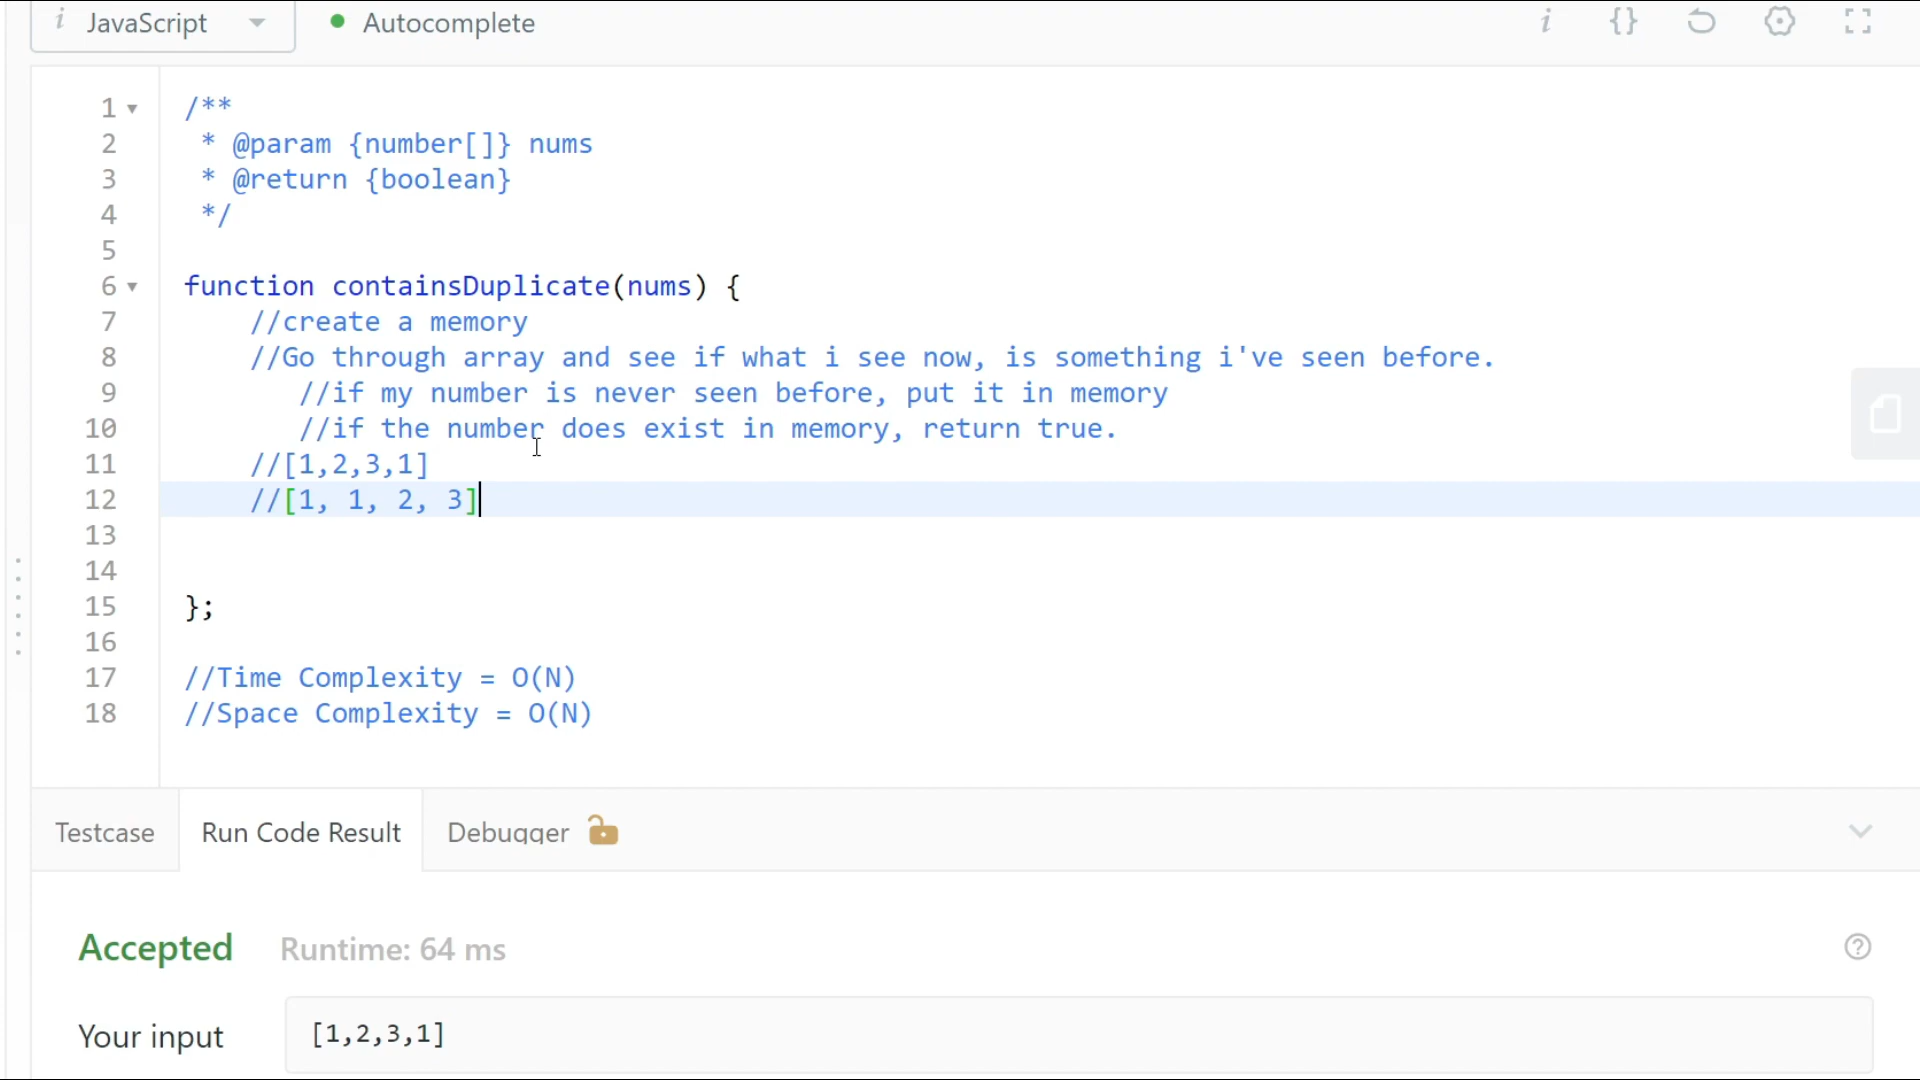 i JavaScript Autocomplete i {}
1 /**
2 * @param {number[]} nums
3 * @return {boolean}
4 */
5
6 function containsDuplicate(nums) {
7 //create a memory
8 //Go through array and see if what i see now, is something i've seen before.
9 //if my number is never seen before, put it in memory
10 //if the number does exist in memory, return true.
11 //[1,2,3,1]
12 //[1, 1, 2, 3]
13
14
15 };
16
17 //Time Complexity = O(N)
18 //Space Complexity = O(N)
Testcase Run Code Result Debugger
Accepted Runtime: 64 ms ?
Your input [1,2,3,1]